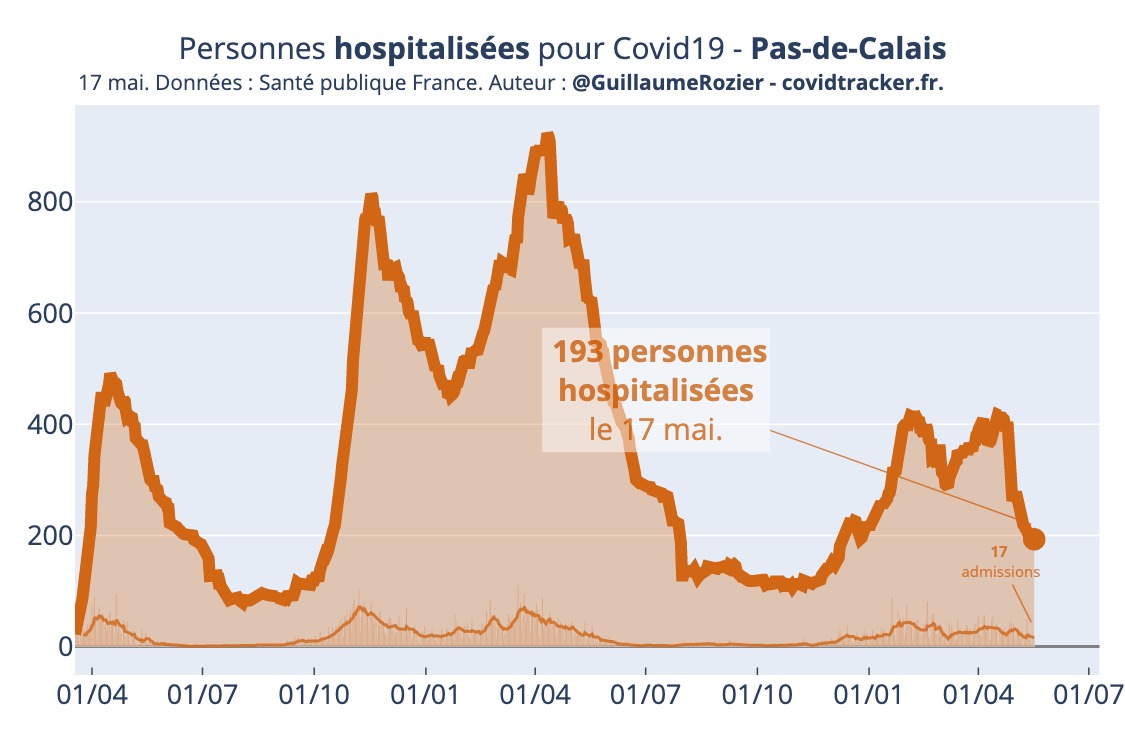 Personnes hospitalisées pour Covid19 - Pas-de-Calais
17 mai. Données : Santé publique France. Auteur : @GuillaumeRozier - covidtracker.fr.
800
600
400
200
0
193 personnes
hospitalisées
le 17 mai.
17
admissions
01/04 01/07 01/10 01/01 01/04 01/07 01/10 01/01 01/04 01/07